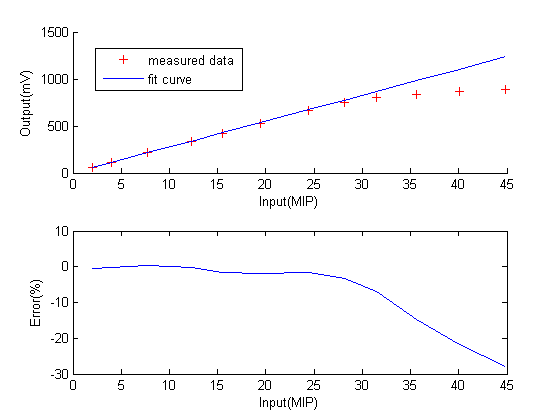 1500
1000
500
0
Output(mV)
measured data
fit curve
0 5 10 15 20 25 30 35 40 45
Input(MIP)
10
0
-10
-20
-30
Error(%)
0 5 10 15 20 25 30 35 40 45
Input(MIP)